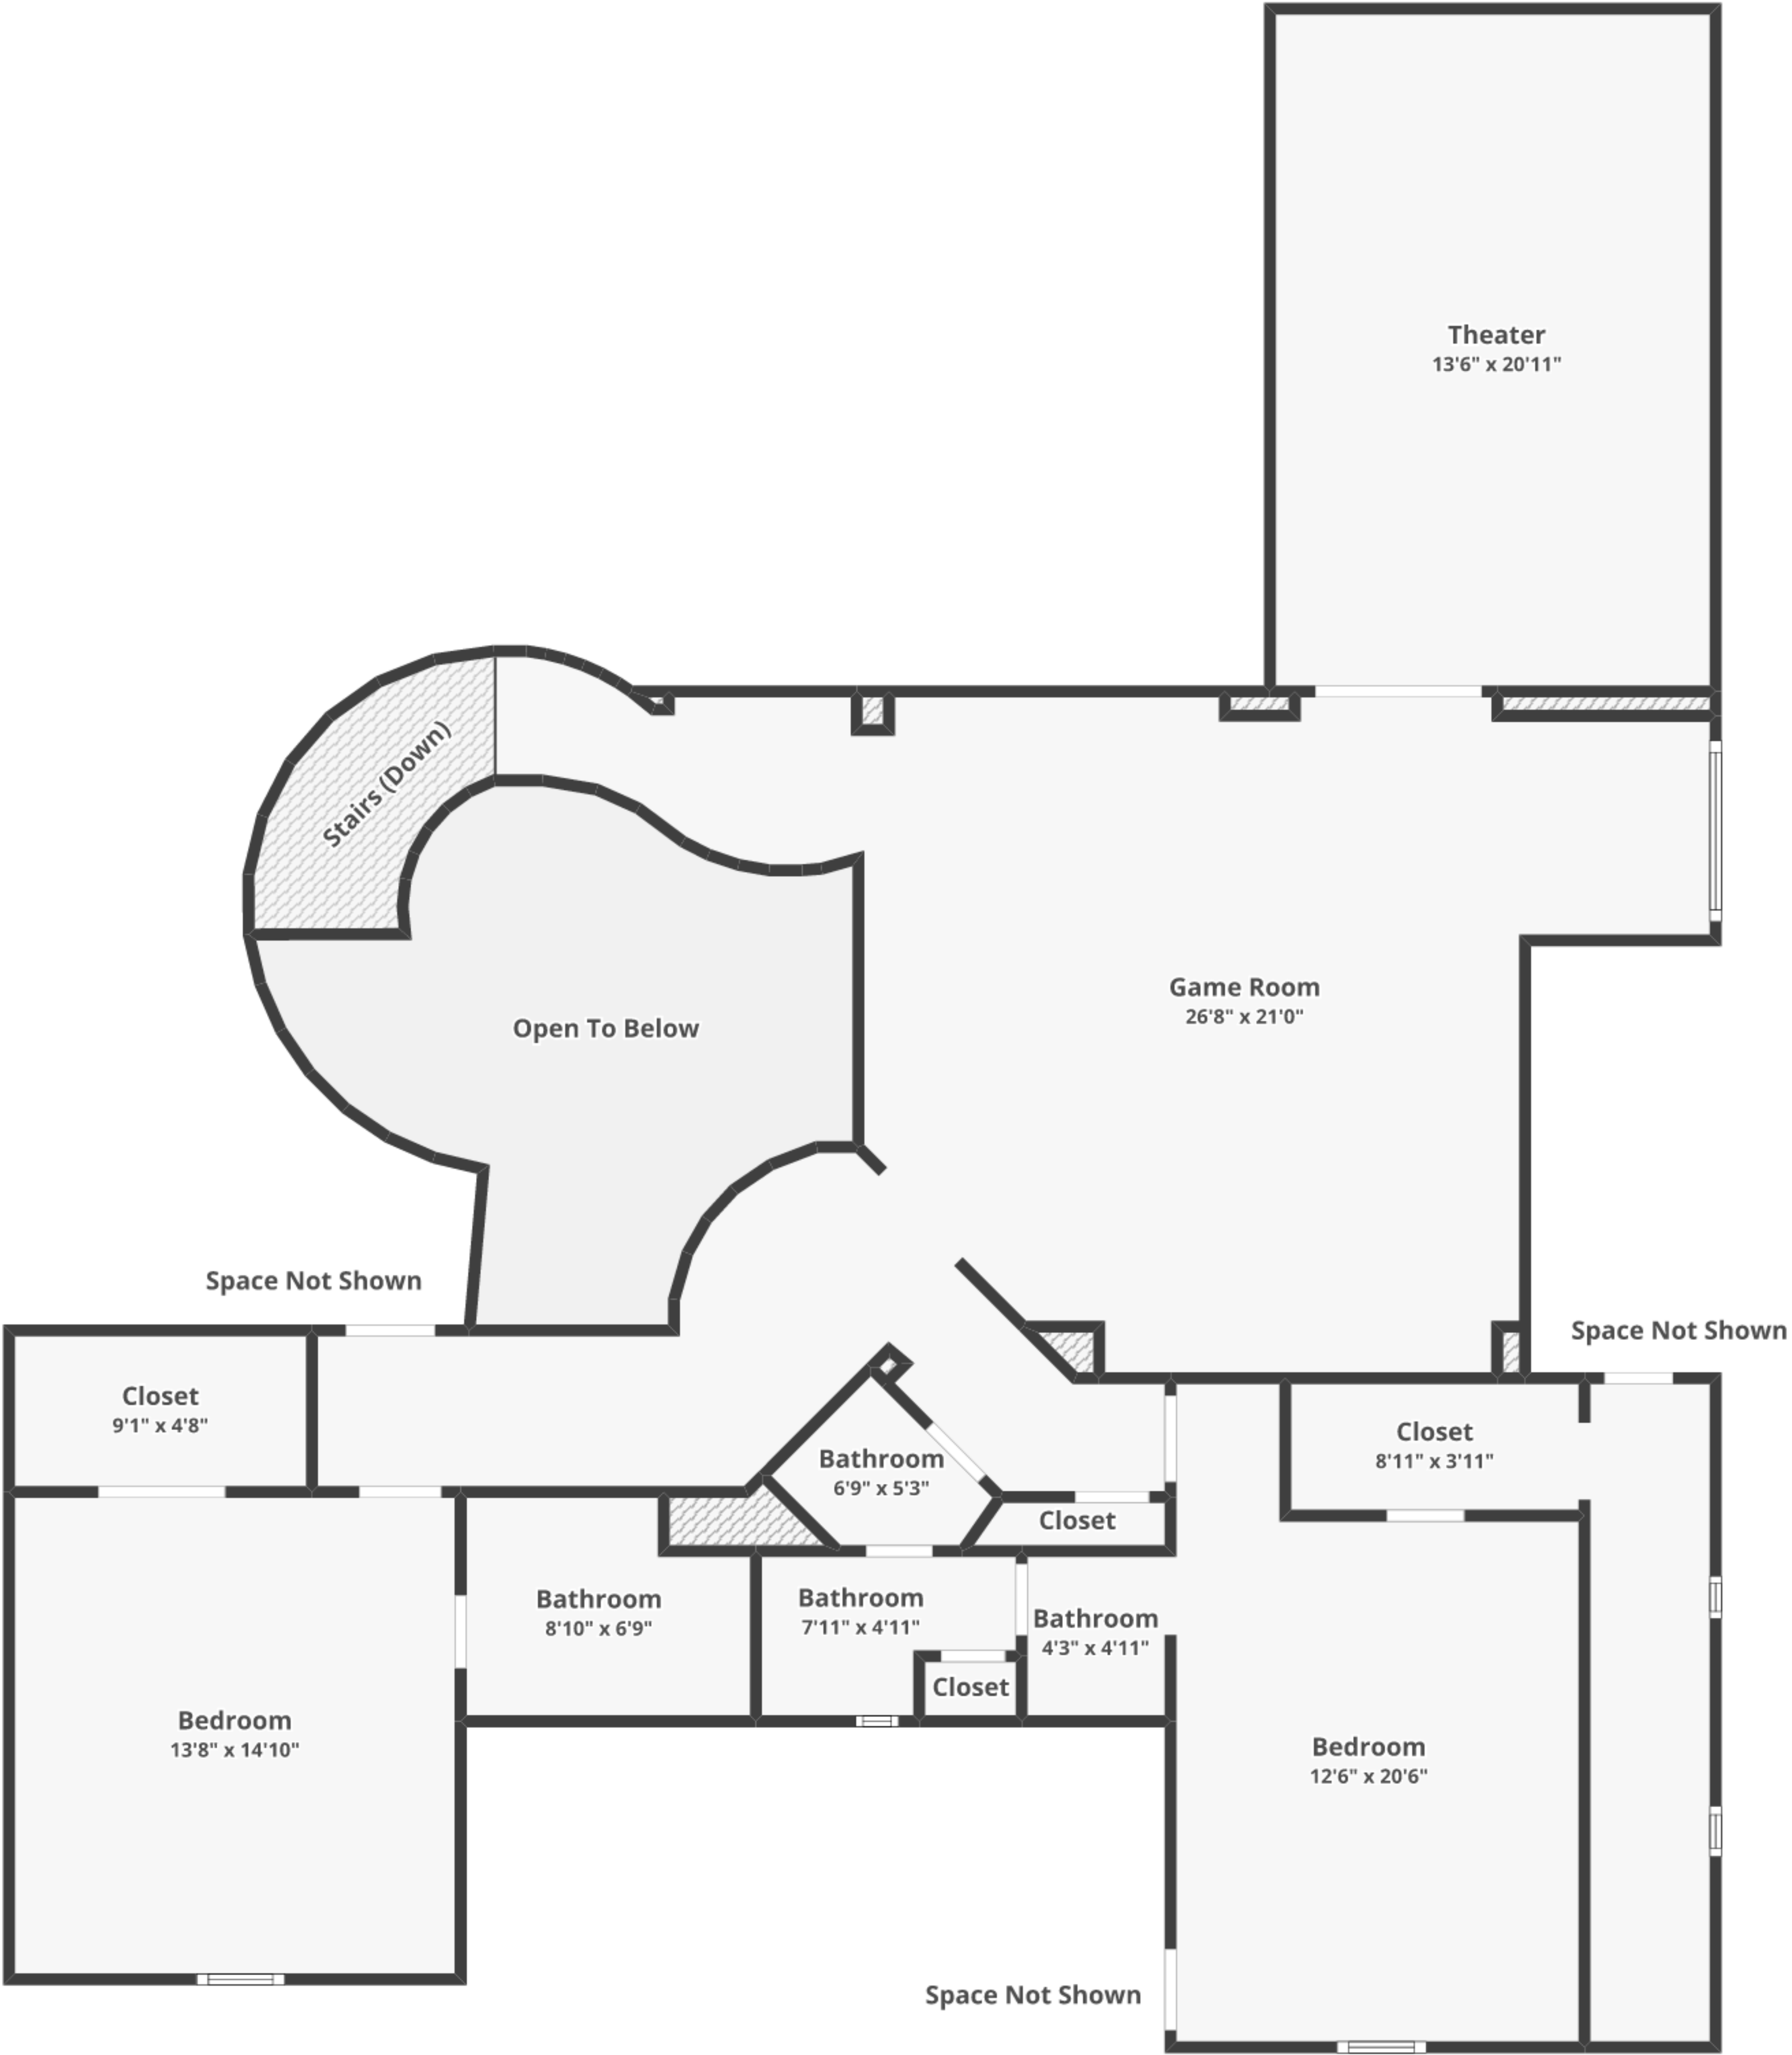 Theater
13'6" x 20'11"
Stairs (Down)
Game Room
26'8" x 21'0"
Open To Below
Space Not Shown
Space Not Shown
Closet
9'1" x 4'8"
Closet
8'11" x 3'11"
Bathroom
6'9" x 5'3"
Closet
Bathroom
8'10" x 6'9"
Bathroom
7'11" x 4'11"
Bathroom
4'3" x 4'11"
Closet
Bedroom
13'8" x 14'10"
Bedroom
12'6" x 20'6"
Space Not Shown